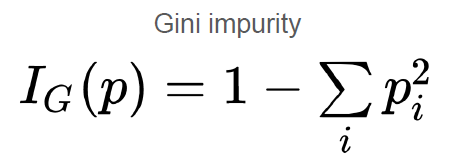 Gini impurity
I_G(p) = 1 − ∑_i p_i^2